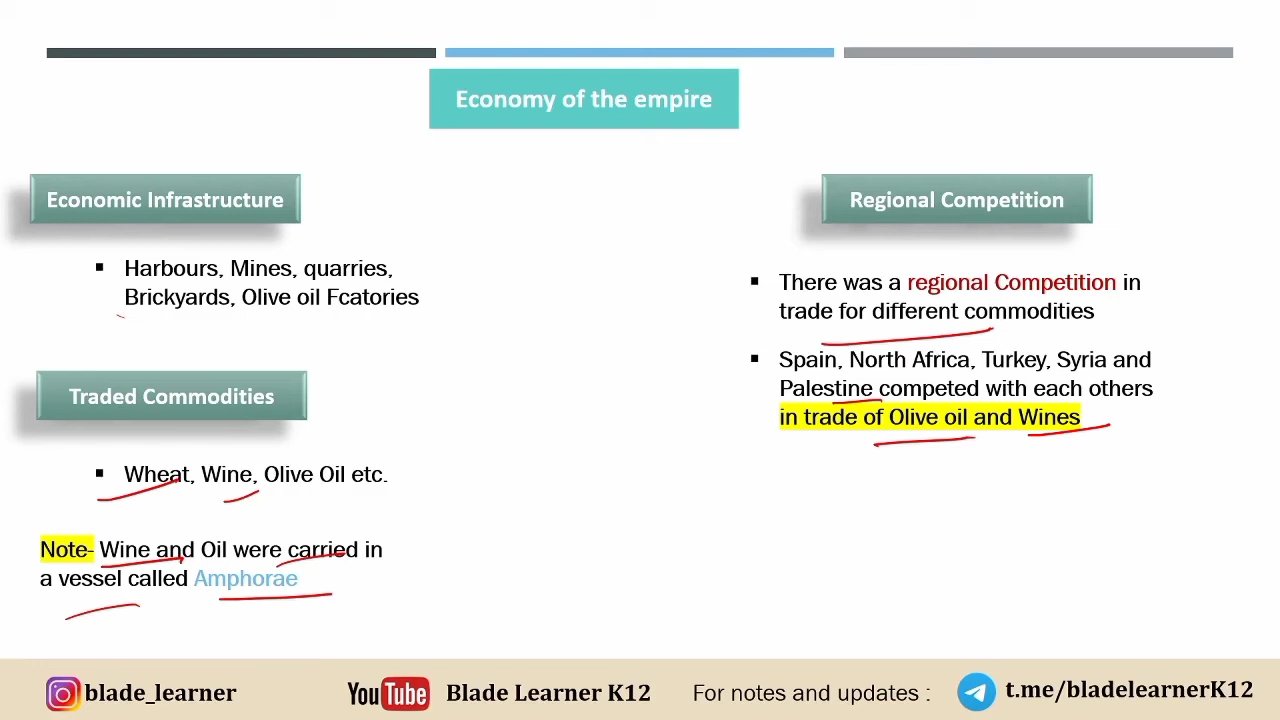 Economy of the empire
Economic Infrastructure
▪ Harbours, Mines, quarries,
Brickyards, Olive oil Fcatories
Traded Commodities
▪ Wheat, Wine, Olive Oil etc.
Note- Wine and Oil were carried in
a vessel called Amphorae
Regional Competition
▪ There was a regional Competition in
trade for different commodities
▪ Spain, North Africa, Turkey, Syria and
Palestine competed with each others
in trade of Olive oil and Wines
blade_learner
YouTube Blade Learner K12
For notes and updates :
t.me/bladelearnerK12